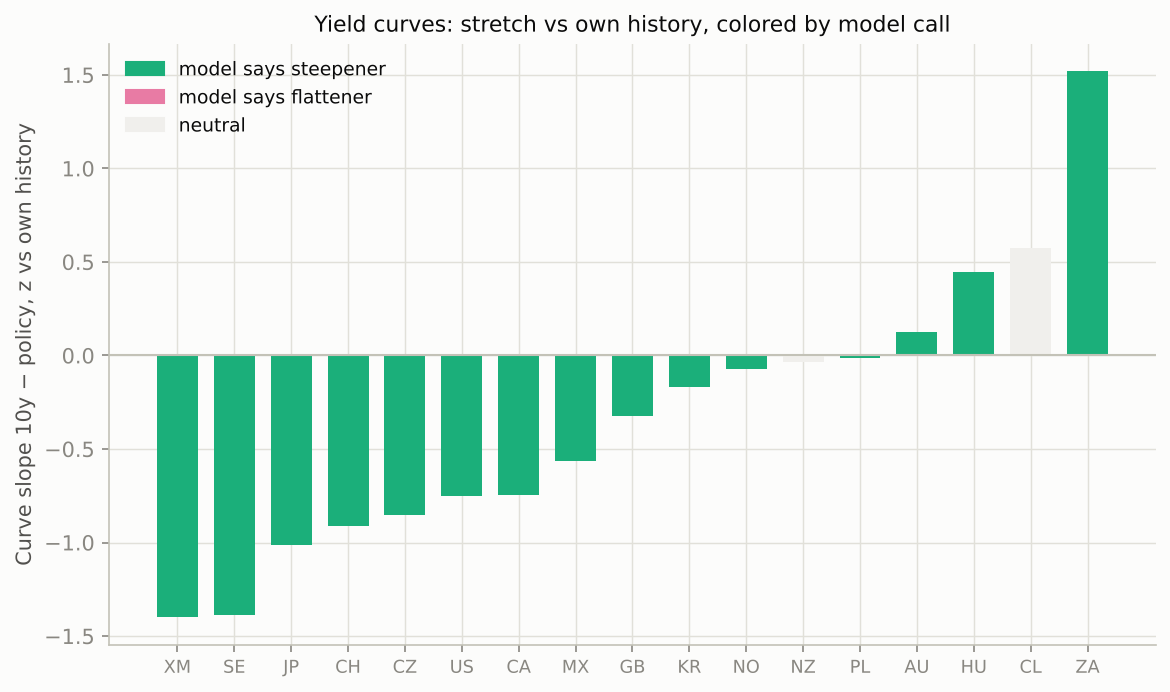 Yield curves: stretch vs own history, colored by model call
model says steepener
model says flattener
neutral
Curve slope 10y − policy, z vs own history
1.5
1.0
0.5
0.0
−0.5
−1.0
−1.5
XM SE JP CH CZ US CA MX GB KR NO NZ PL AU HU CL ZA